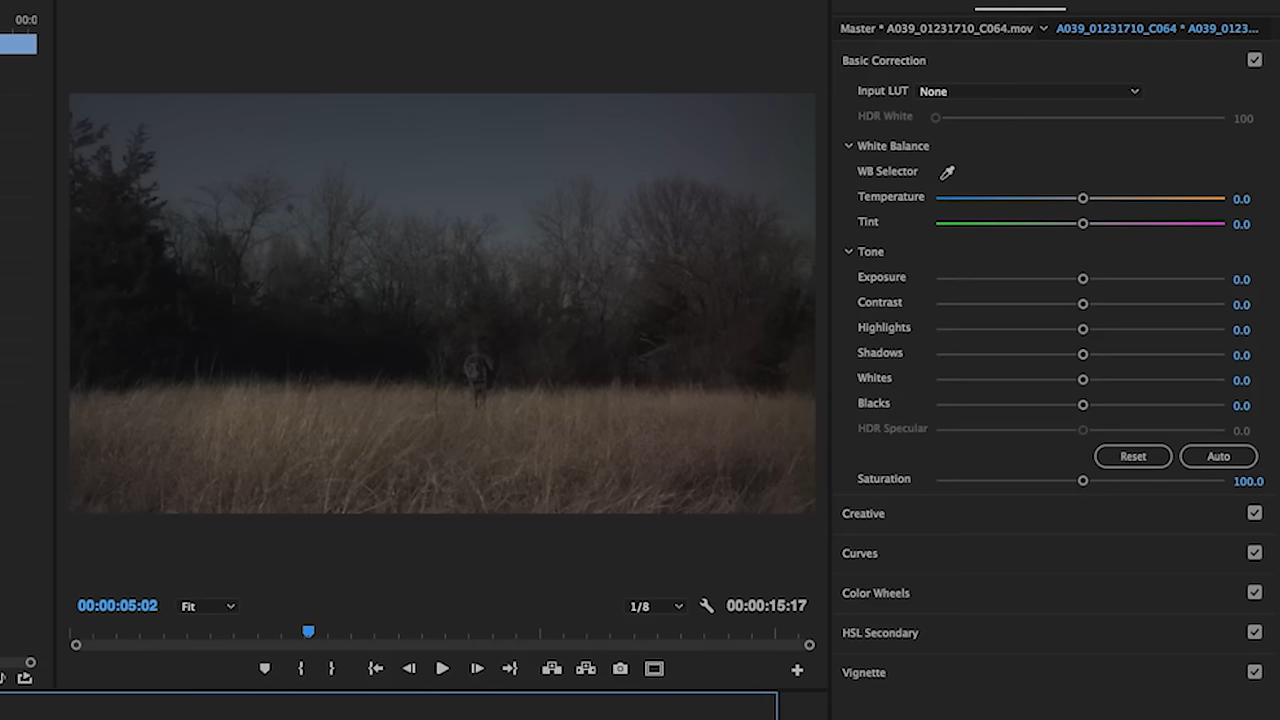 00:0
Master * A039_01231710_C064.mov
A039_01231710_C064 * A039_0123...
Basic Correction
Input LUT
None
HDR White
100
White Balance
WB Selector
Temperature
0.0
Tint
0.0
Tone
Exposure
0.0
Contrast
0.0
Highlights
0.0
Shadows
0.0
Whites
0.0
Blacks
0.0
HDR Specular
0.0
Reset
Auto
Saturation
100.0
Creative
Curves
Color Wheels
HSL Secondary
Vignette
00:00:05:02
Fit
1/8
00:00:15:17